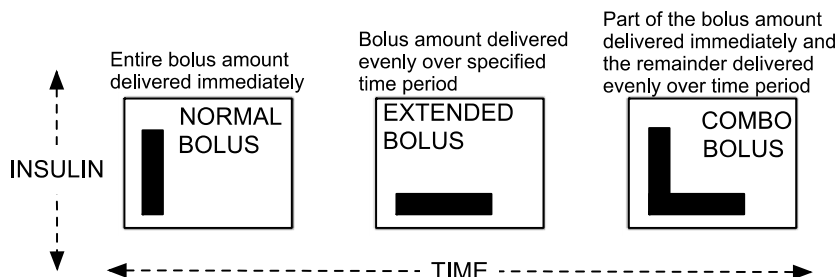 Entire bolus amount
delivered immediately
Bolus amount delivered
evenly over specified
time period
Part of the bolus amount
delivered immediately and
the remainder delivered
evenly over time period
NORMAL
BOLUS
EXTENDED
BOLUS
COMBO
BOLUS
INSULIN
TIME